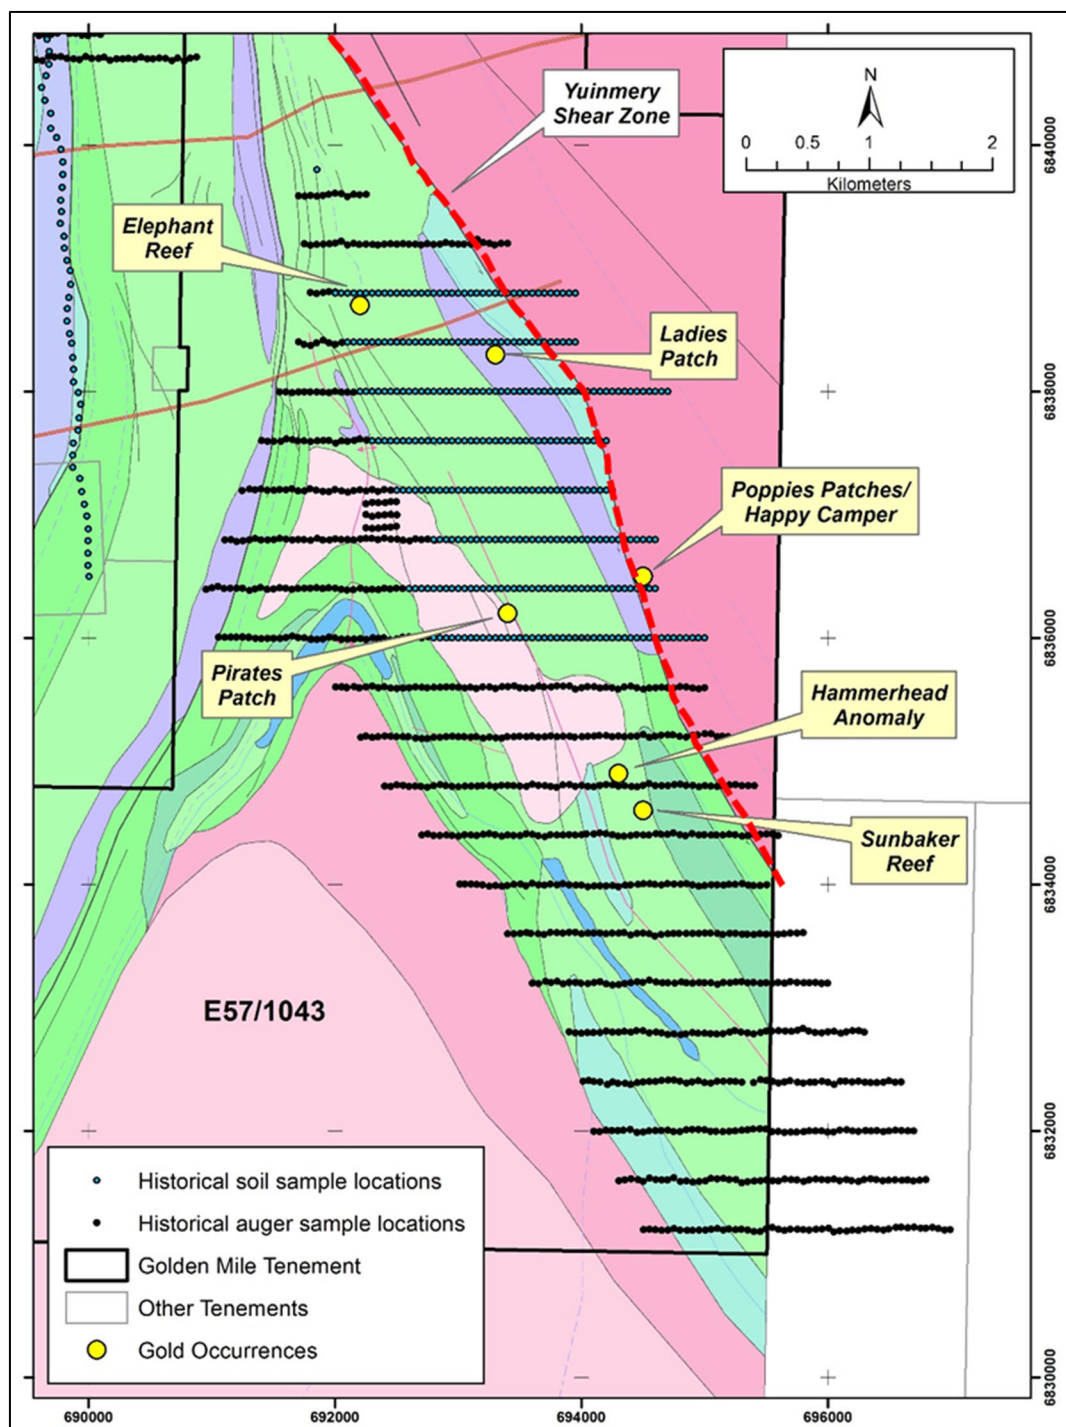 Yuinmery
Shear Zone
N
0 0.5 1 2
Kilometers
6840000
Elephant
Reef
Ladies
Patch
6838000
Poppies Patches/
Happy Camper
6836000
Pirates
Patch
Hammerhead
Anomaly
Sunbaker
Reef
6834000
E57/1043
6832000
Historical soil sample locations
Historical auger sample locations
Golden Mile Tenement
Other Tenements
Gold Occurrences
6830000
690000 692000 694000 696000